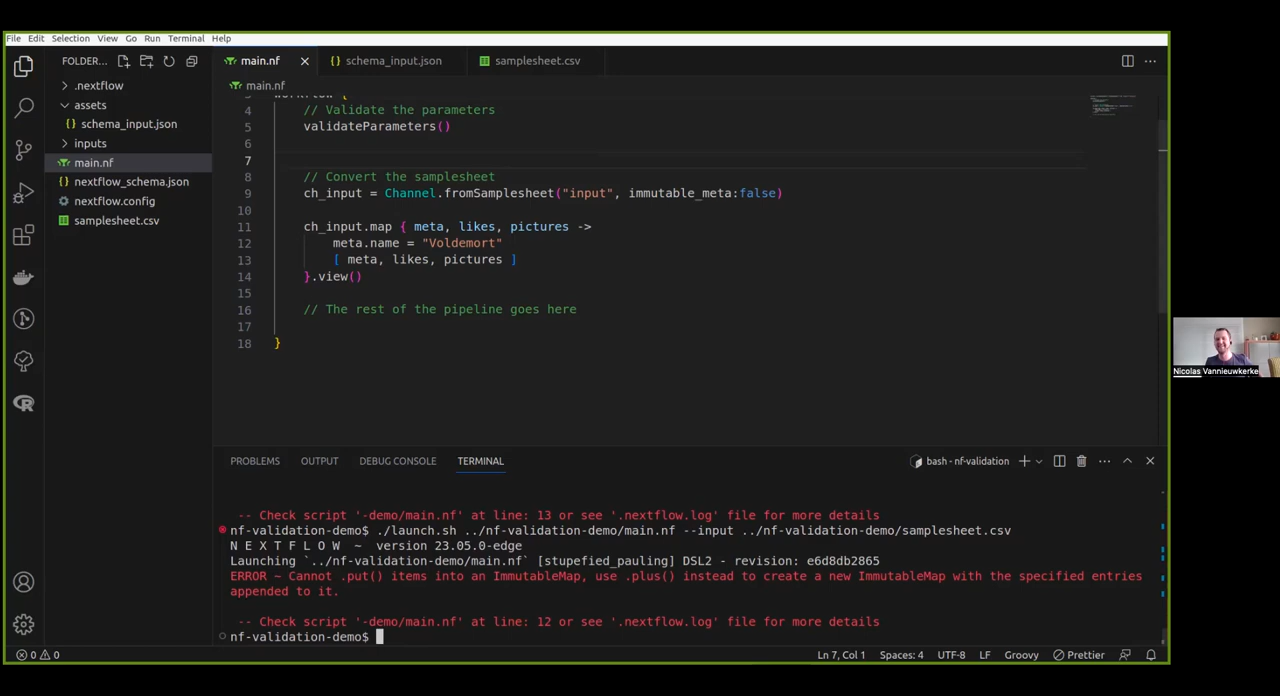 File Edit Selection View Go Run Terminal Help
FOLDER...
.nextflow
assets
schema_input.json
inputs
main.nf
nextflow_schema.json
nextflow.config
samplesheet.csv
main.nf
schema_input.json
samplesheet.csv
main.nf
4 // Validate the parameters
5 validateParameters()
6
7
8 // Convert the samplesheet
9 ch_input = Channel.fromSamplesheet("input", immutable_meta:false)
10
11 ch_input.map { meta, likes, pictures ->
12 meta.name = "Voldemort"
13 [ meta, likes, pictures ]
14 }.view()
15
16 // The rest of the pipeline goes here
17
18 }
Nicolas Vannieuwkerke
PROBLEMS OUTPUT DEBUG CONSOLE TERMINAL
bash - nf-validation
-- Check script '-demo/main.nf' at line: 13 or see '.nextflow.log' file for more details
nf-validation-demo$ ./launch.sh ../nf-validation-demo/main.nf --input ../nf-validation-demo/samplesheet.csv
N E X T F L O W ~ version 23.05.0-edge
Launching `../nf-validation-demo/main.nf` [stupefied_pauling] DSL2 - revision: e6d8db2865
ERROR ~ Cannot .put() items into an ImmutableMap, use .plus() instead to create a new ImmutableMap with the specified entries
appended to it.
-- Check script '-demo/main.nf' at line: 12 or see '.nextflow.log' file for more details
nf-validation-demo$
0 0 Ln 7, Col 1 Spaces: 4 UTF-8 LF Groovy Prettier